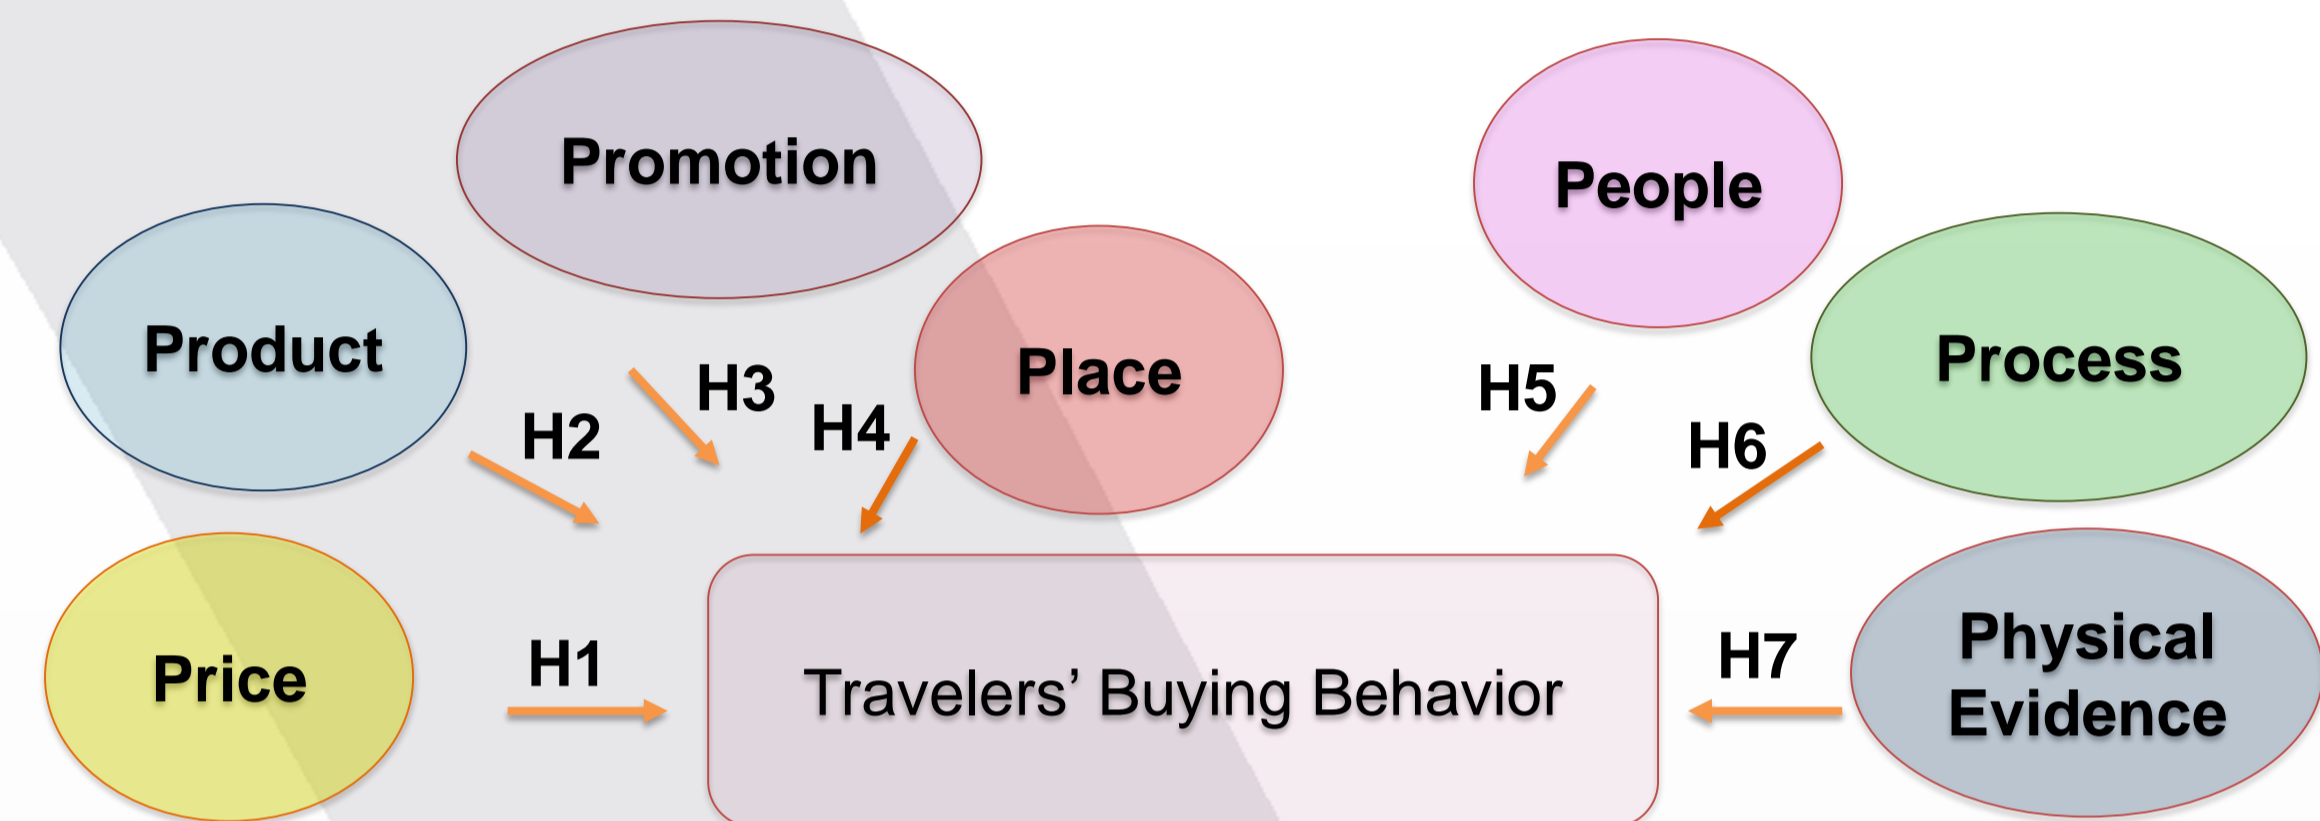 Promotion
People
Product
Place
Process
H3
H5
H2
H4
H6
Price
H1
Travelers’ Buying Behavior
H7
Physical
Evidence